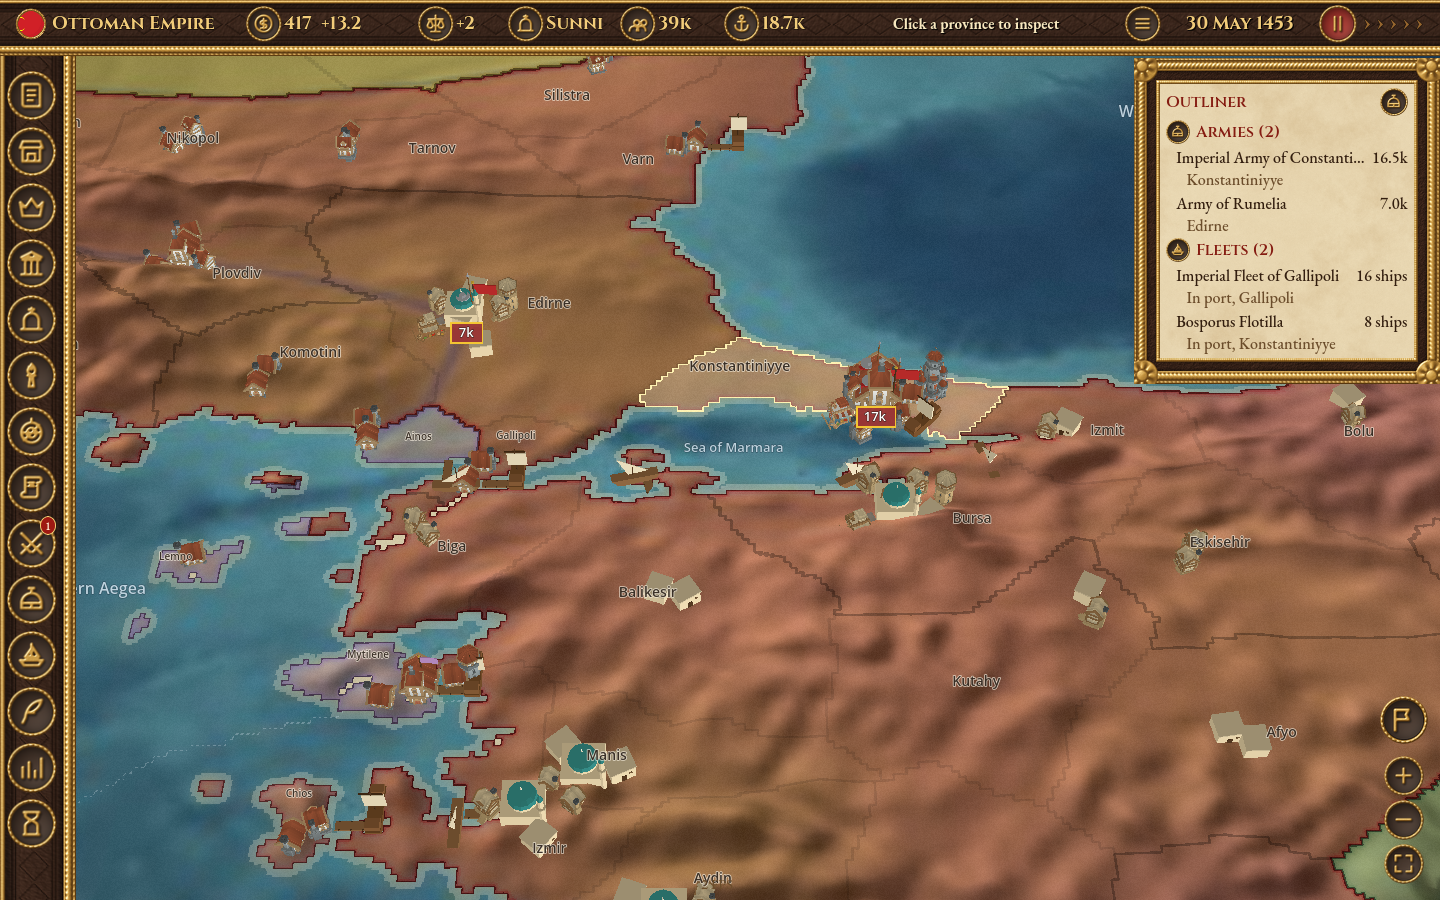 OTTOMAN EMPIRE 417 +13.2 +2 SUNNI 39K 18.7K Click a province to inspect 30 MAY 1453
OUTLINER
ARMIES (2)
Imperial Army of Constanti... 16.5k
Konstantiniyye
Army of Rumelia 7.0k
Edirne
FLEETS (2)
Imperial Fleet of Gallipoli 16 ships
In port, Gallipoli
Bosporus Flotilla 8 ships
In port, Konstantiniyye
Silistra
W
Nikopol
Tarnov
Varn
Plovdiv
Edirne
7k
Komotini
Konstantiniyye
17k
Ainos
Gallipoli
Sea of Marmara
Izmit
Bolu
Bursa
Biga
Eskisehir
Lemno
rn Aegea
Balikesir
Mytilene
Kutahy
Afyo
Manis
Chios
Izmir
Aydin
1